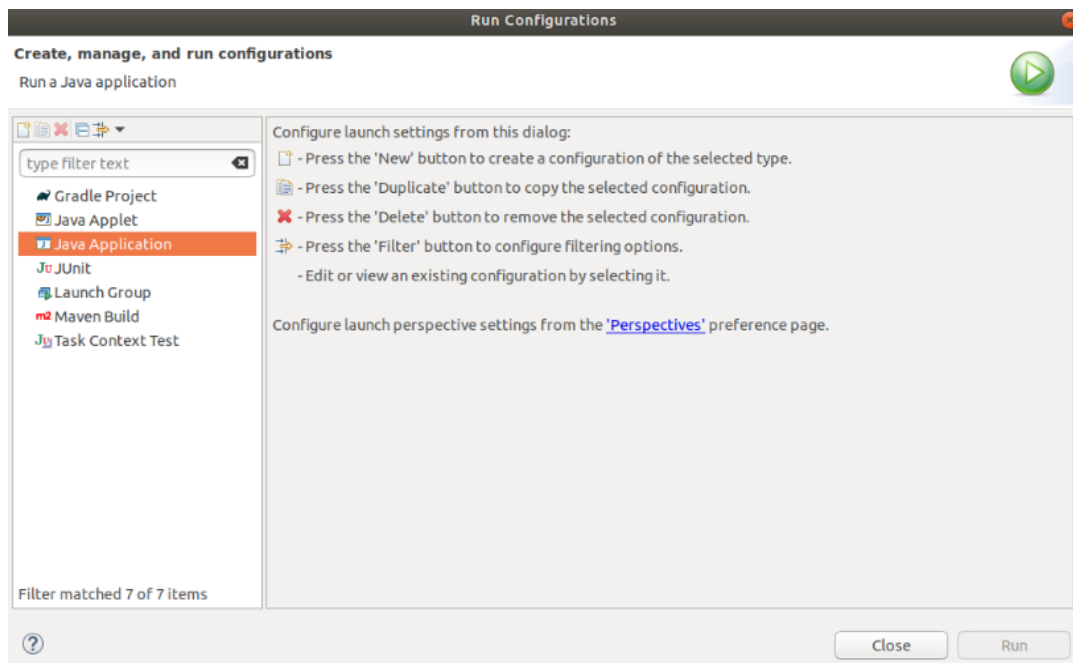 Run Configurations
Create, manage, and run configurations
Run a Java application
type filter text
Gradle Project
Java Applet
Java Application
JUnit
Launch Group
m2 Maven Build
Task Context Test
Filter matched 7 of 7 items
Configure launch settings from this dialog:
- Press the 'New' button to create a configuration of the selected type.
- Press the 'Duplicate' button to copy the selected configuration.
- Press the 'Delete' button to remove the selected configuration.
- Press the 'Filter' button to configure filtering options.
- Edit or view an existing configuration by selecting it.
Configure launch perspective settings from the 'Perspectives' preference page.
Close
Run